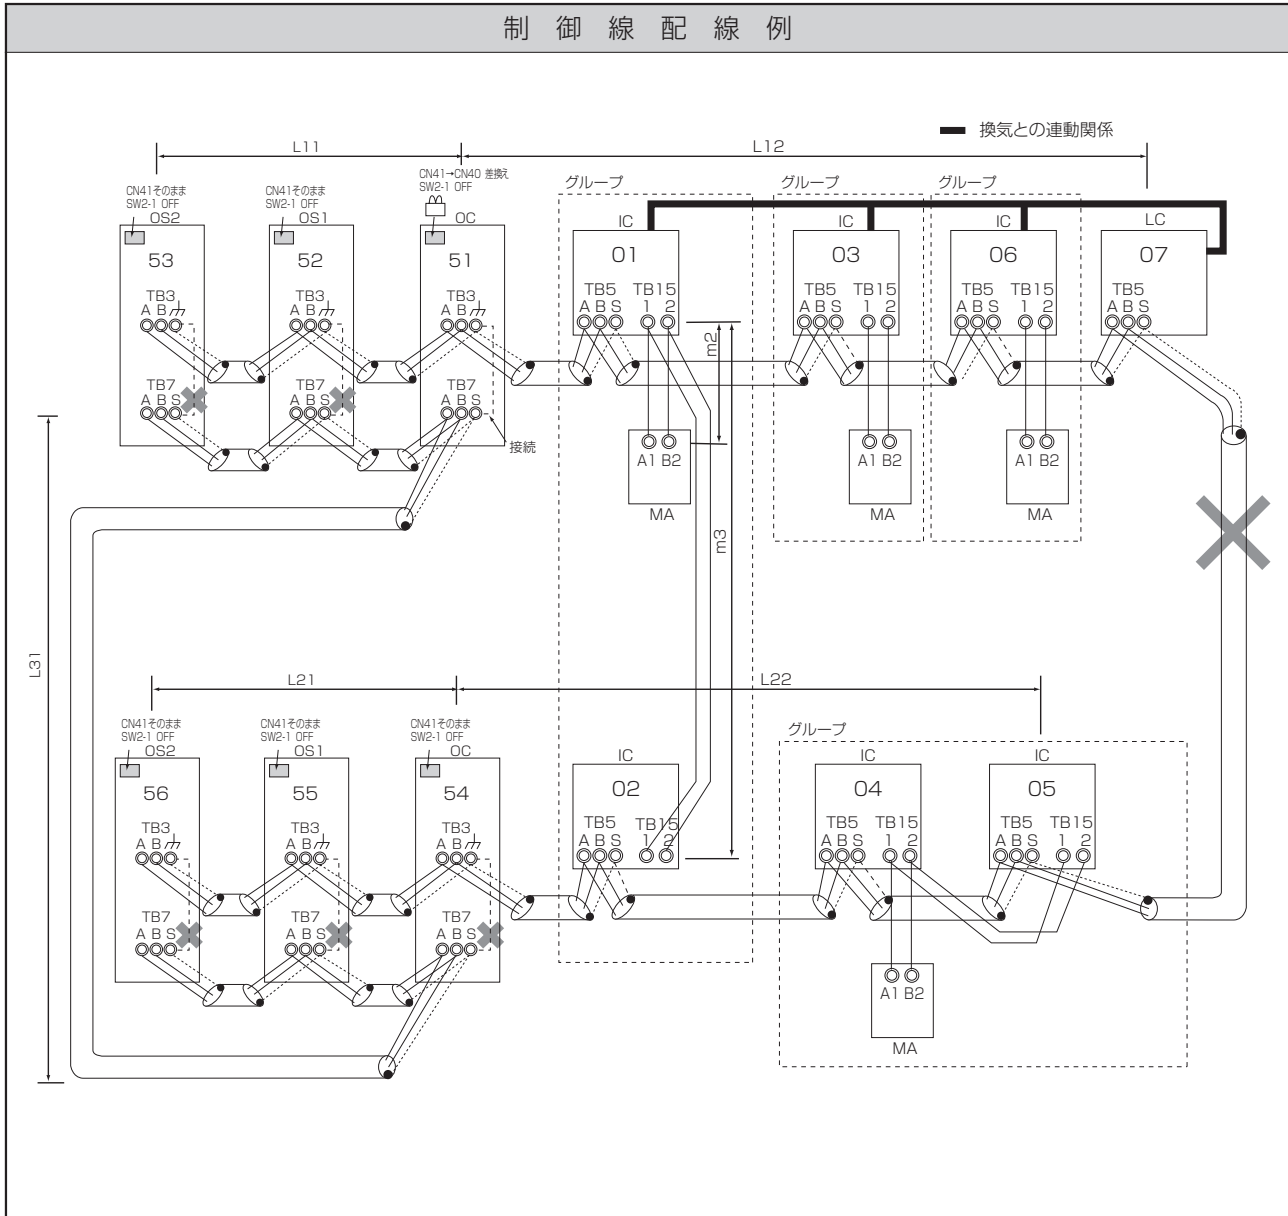 制御線配線例
換気との連動関係
L11
L12
CN41そのまま
SW2-1 OFF
OS2
CN41そのまま
SW2-1 OFF
OS1
CN41→CN40 差換え
SW2-1 OFF
OC
グループ
グループ
グループ
IC
IC
IC
LC
53
52
51
01
03
06
07
TB3
A B
TB3
A B
TB3
A B
TB5
A B S
TB15
1 2
TB5
A B S
TB15
1 2
TB5
A B S
TB15
1 2
TB5
A B S
TB7
A B S
TB7
A B S
TB7
A B S
接続
m2
A1 B2
MA
A1 B2
MA
A1 B2
MA
m3
L31
L21
L22
CN41そのまま
SW2-1 OFF
OS2
CN41そのまま
SW2-1 OFF
OS1
CN41そのまま
SW2-1 OFF
OC
グループ
IC
IC
IC
56
55
54
02
04
05
TB3
A B
TB3
A B
TB3
A B
TB5
A B S
TB15
1 2
TB5
A B S
TB15
1 2
TB5
A B S
TB15
1 2
TB7
A B S
TB7
A B S
TB7
A B S
A1 B2
MA